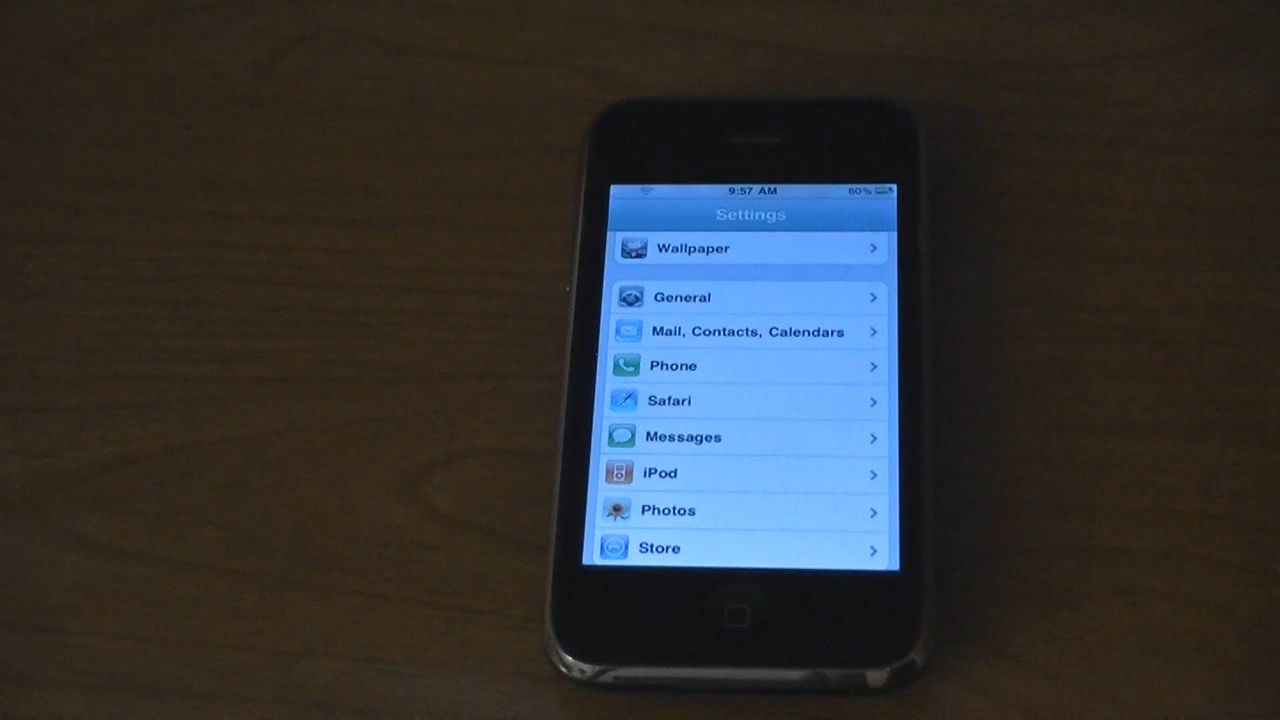 9:57 AM 80%
Settings
Wallpaper
General
Mail, Contacts, Calendars
Phone
Safari
Messages
iPod
Photos
Store